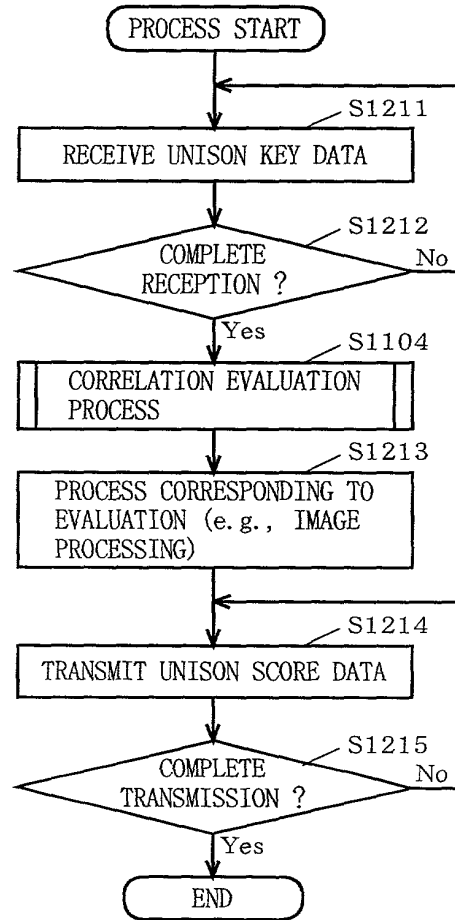 PROCESS START
S1211
RECEIVE UNISON KEY DATA
S1212
COMPLETE
RECEPTION ?
No
Yes
S1104
CORRELATION EVALUATION
PROCESS
S1213
PROCESS CORRESPONDING TO
EVALUATION (e.g., IMAGE
PROCESSING)
S1214
TRANSMIT UNISON SCORE DATA
S1215
COMPLETE
TRANSMISSION ?
No
Yes
END